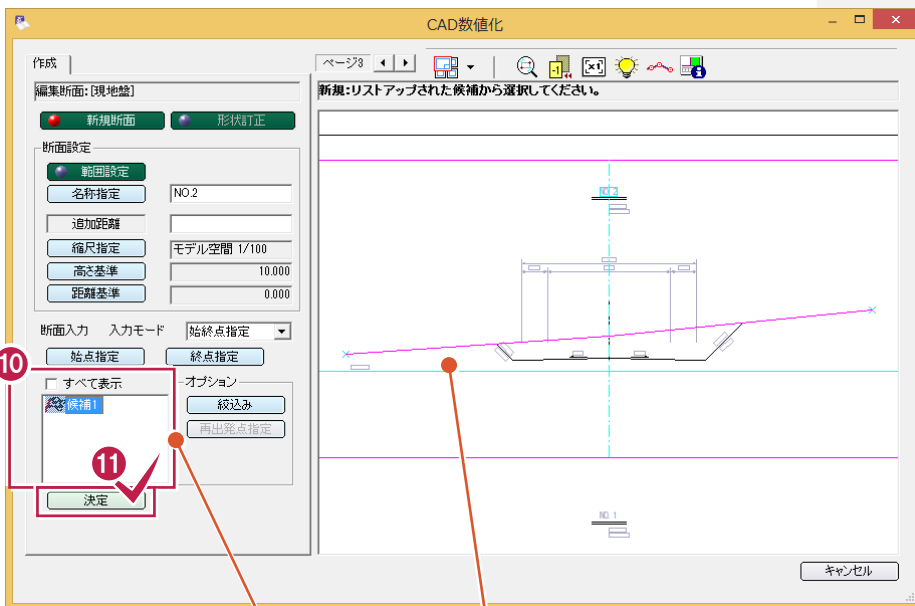 CAD数値化
作成
ページ3
編集断面:[現地盤]
新規:リストアップされた候補から選択してください。
新規断面
形状訂正
断面設定
範囲設定
名称指定
NO.2
追加距離
縮尺指定
モデル空間 1/100
高さ基準
10.000
距離基準
0.000
断面入力 入力モード 始終点指定
始点指定
終点指定
10
すべて表示
オプション
候補1
絞込み
再出発点指定
11
決定
NO.2
NO.1
キャンセル